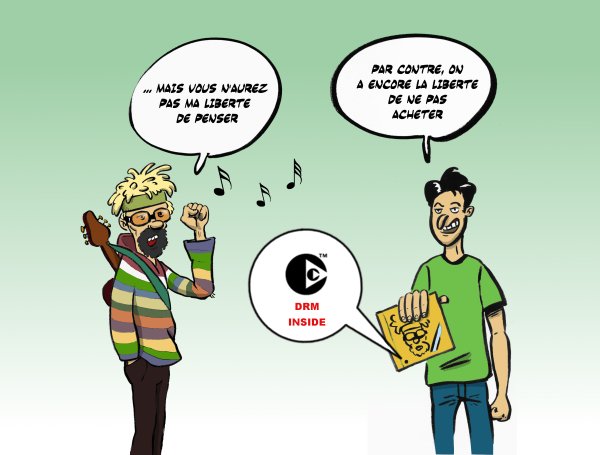 ... MAIS VOUS N'AUREZ
PAS MA LIBERTE
DE PENSER
PAR CONTRE, ON
A ENCORE LA LIBERTE
DE NE PAS
ACHETER
TM
DRM
INSIDE